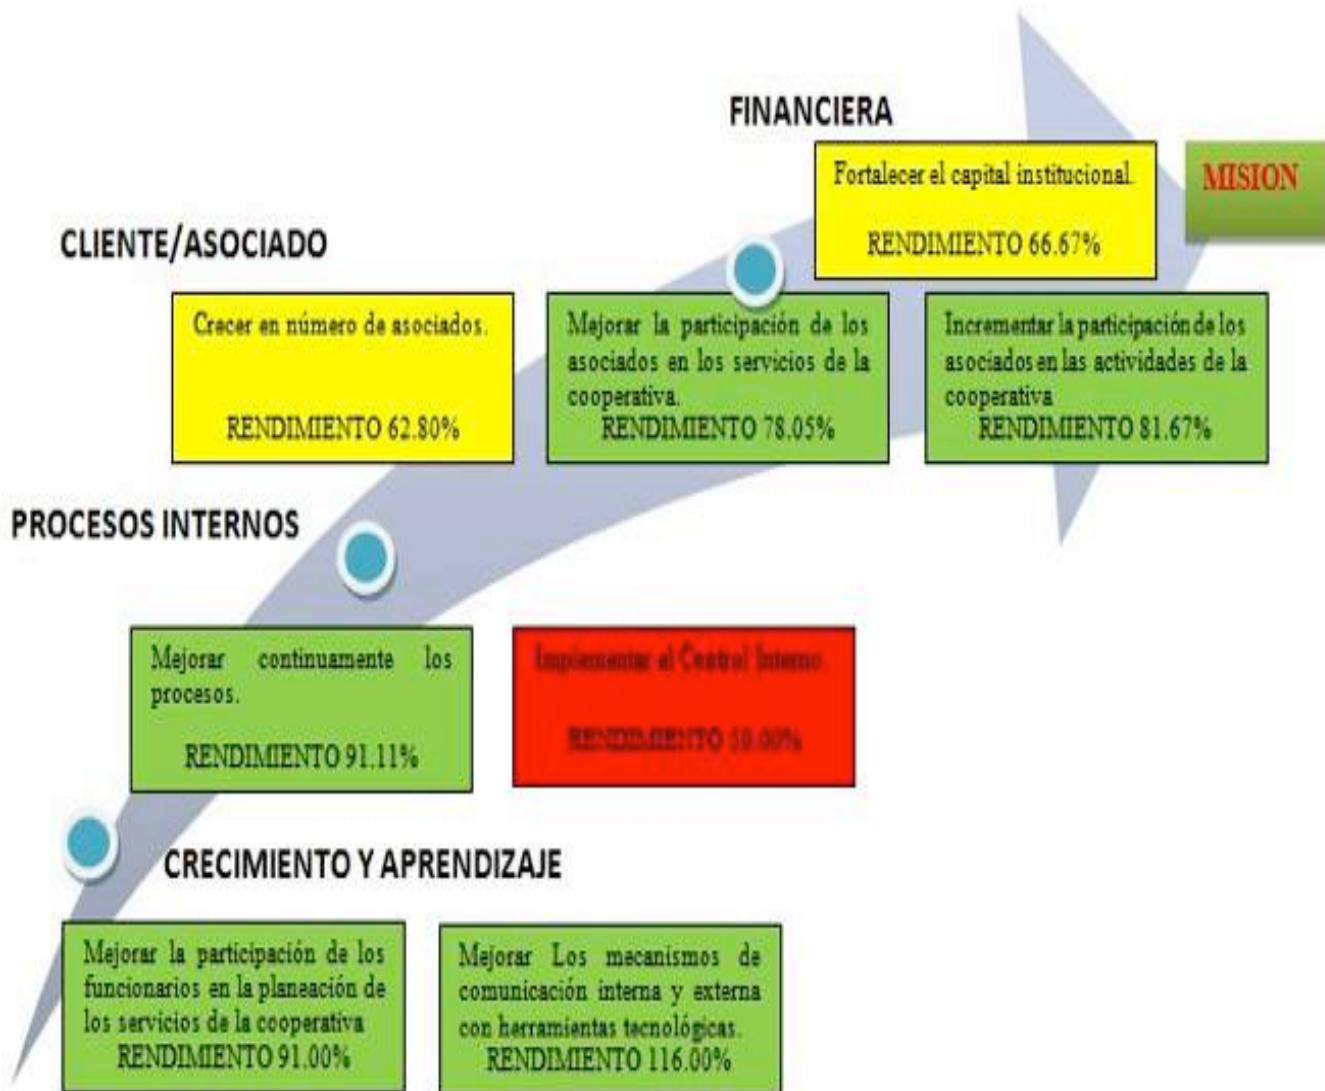 FINANCIERA
Fortalecer el capital institucional.
RENDIMIENTO 66.67%
MISION
CLIENTE/ASOCIADO
Crecer en número de asociados.
RENDIMIENTO 62.80%
Mejorar la participación de los
asociados en los servicios de la
cooperativa.
RENDIMIENTO 78.05%
Incrementar la participación de los
asociados en las actividades de la
cooperativa
RENDIMIENTO 81.67%
PROCESOS INTERNOS
Mejorar continuamente los
procesos.
RENDIMIENTO 91.11%
Implementar el Control Interno.
RENDIMIENTO
CRECIMIENTO Y APRENDIZAJE
Mejorar la participación de los
funcionarios en la planeación de
los servicios de la cooperativa
RENDIMIENTO 91.00%
Mejorar Los mecanismos de
comunicación interna y externa
con herramientas tecnológicas.
RENDIMIENTO 116.00%